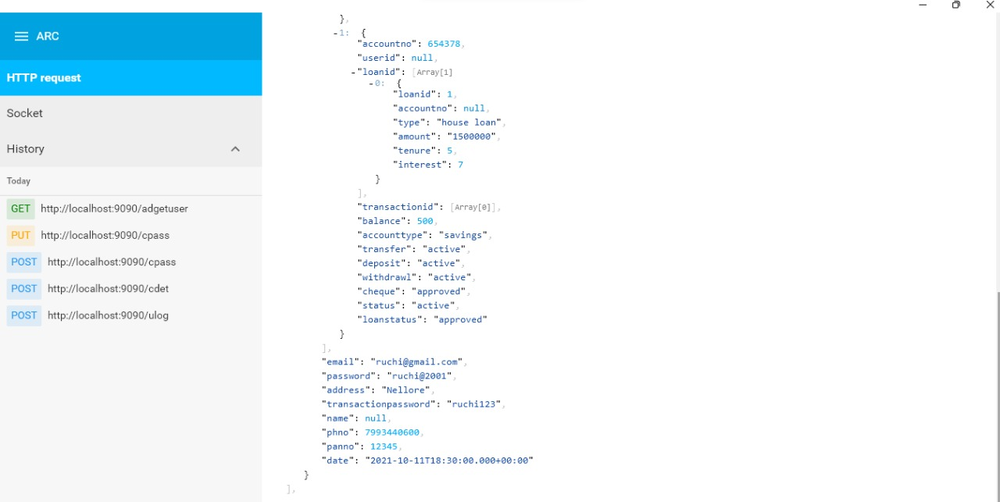 ARC
HTTP request
Socket
History
Today
GET http://localhost:9090/adgetuser
PUT http://localhost:9090/cpass
POST http://localhost:9090/cpass
POST http://localhost:9090/cdet
POST http://localhost:9090/ulog
},
-1: {
"accountno": 654378,
"userid": null,
-"loanid": [Array[1]
-0: {
"loanid": 1,
"accountno": null,
"type": "house loan",
"amount": "1500000",
"tenure": 5,
"interest": 7
}
],
"transactionid": [Array[0]],
"balance": 500,
"accounttype": "savings",
"transfer": "active",
"deposit": "active",
"withdrawl": "active",
"cheque": "approved",
"status": "active",
"loanstatus": "approved"
}
],
"email": "ruchi@gmail.com",
"password": "ruchi@2001",
"address": "Nellore",
"transactionpassword": "ruchi123",
"name": null,
"phno": 7993440600,
"panno": 12345,
"date": "2021-10-11T18:30:00.000+00:00"
}
],